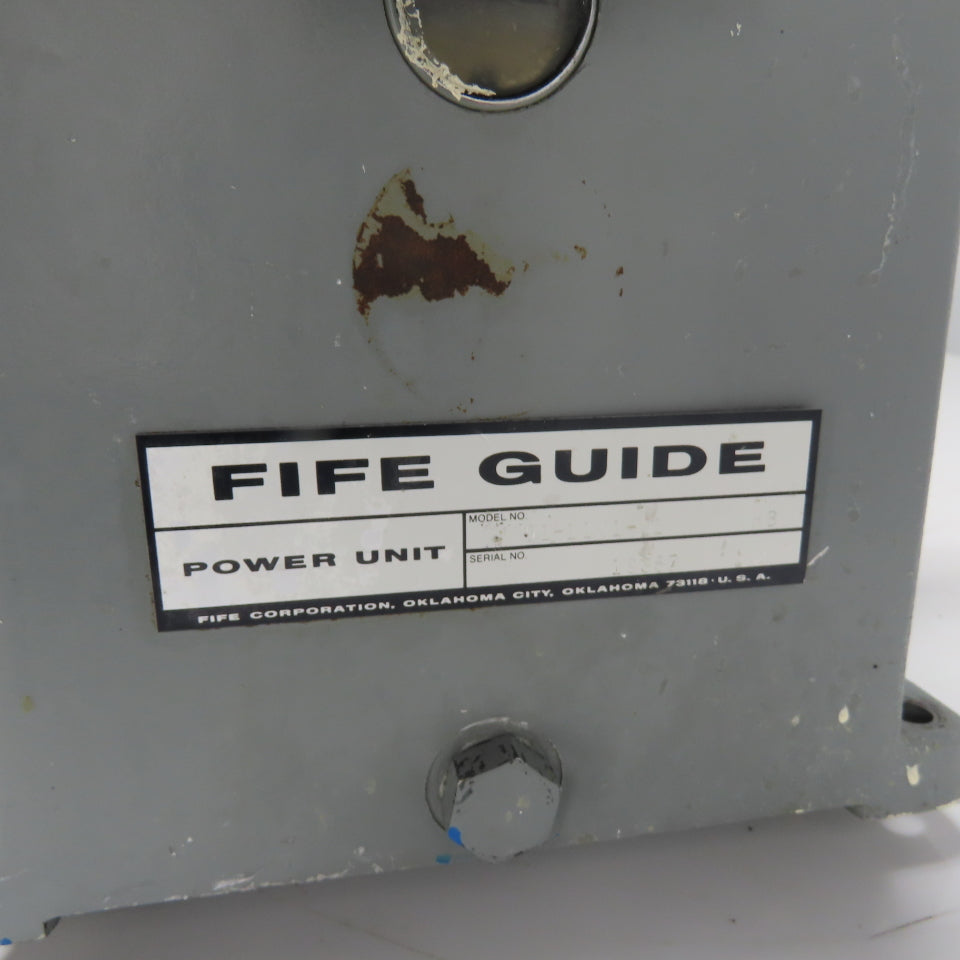 FIFE GUIDE
MODEL NO.
POWER UNIT
SERIAL NO.
FIFE CORPORATION, OKLAHOMA CITY, OKLAHOMA 73118 · U. S. A.